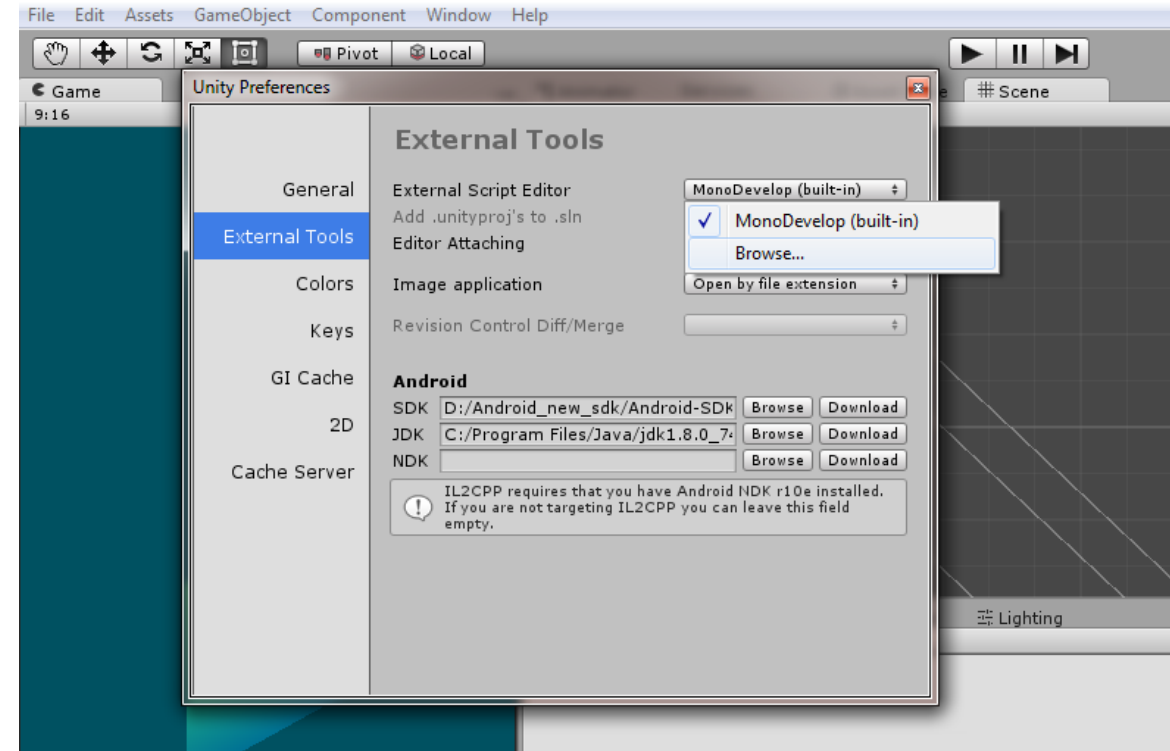 File Edit Assets GameObject Component Window Help
Pivot Local
Game
# Scene
9:16
Unity Preferences
External Tools
General
External Tools
Colors
Keys
GI Cache
2D
Cache Server
External Script Editor MonoDevelop (built-in)
Add .unityproj's to .sln
Editor Attaching
MonoDevelop (built-in)
Browse...
Image application Open by file extension
Revision Control Diff/Merge
Android
SDK D:/Android_new_sdk/Android-SDK Browse Download
JDK C:/Program Files/Java/jdk1.8.0_74 Browse Download
NDK Browse Download
IL2CPP requires that you have Android NDK r10e installed.
If you are not targeting IL2CPP you can leave this field
empty.
Lighting